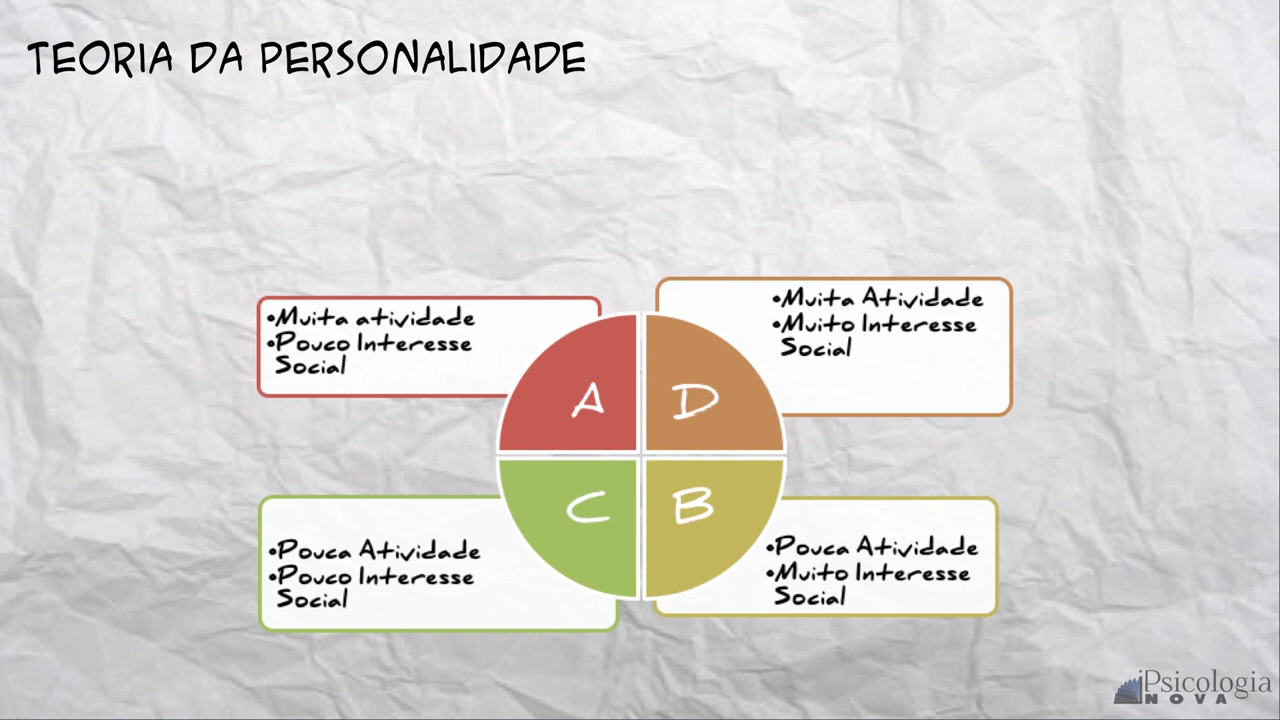 TEORIA DA PERSONALIDADE
•Muita atividade
•Pouco Interesse
Social
•Muita Atividade
•Muito Interesse
Social
A
D
C
B
•Pouca Atividade
•Pouco Interesse
Social
•Pouca Atividade
•Muito Interesse
Social
Psicologia
NOVA